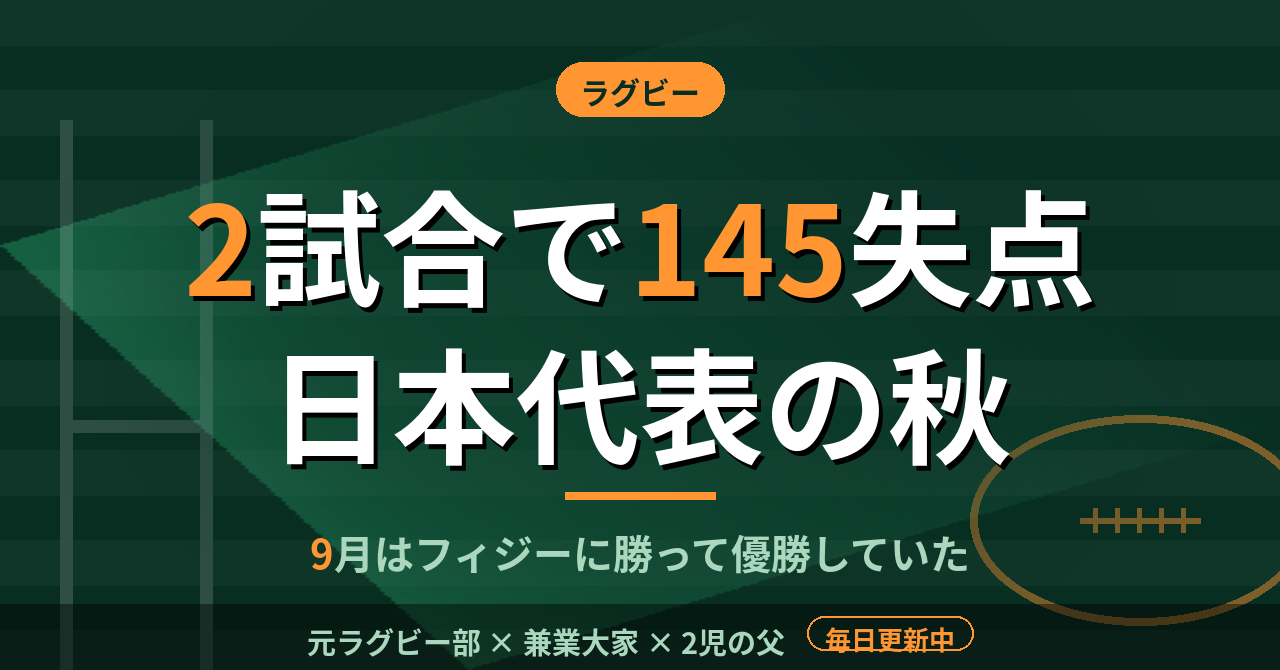 ラグビー
2試合で145失点
日本代表の秋
9月はフィジーに勝って優勝していた
元ラグビー部 × 兼業大家 × 2児の父 毎日更新中